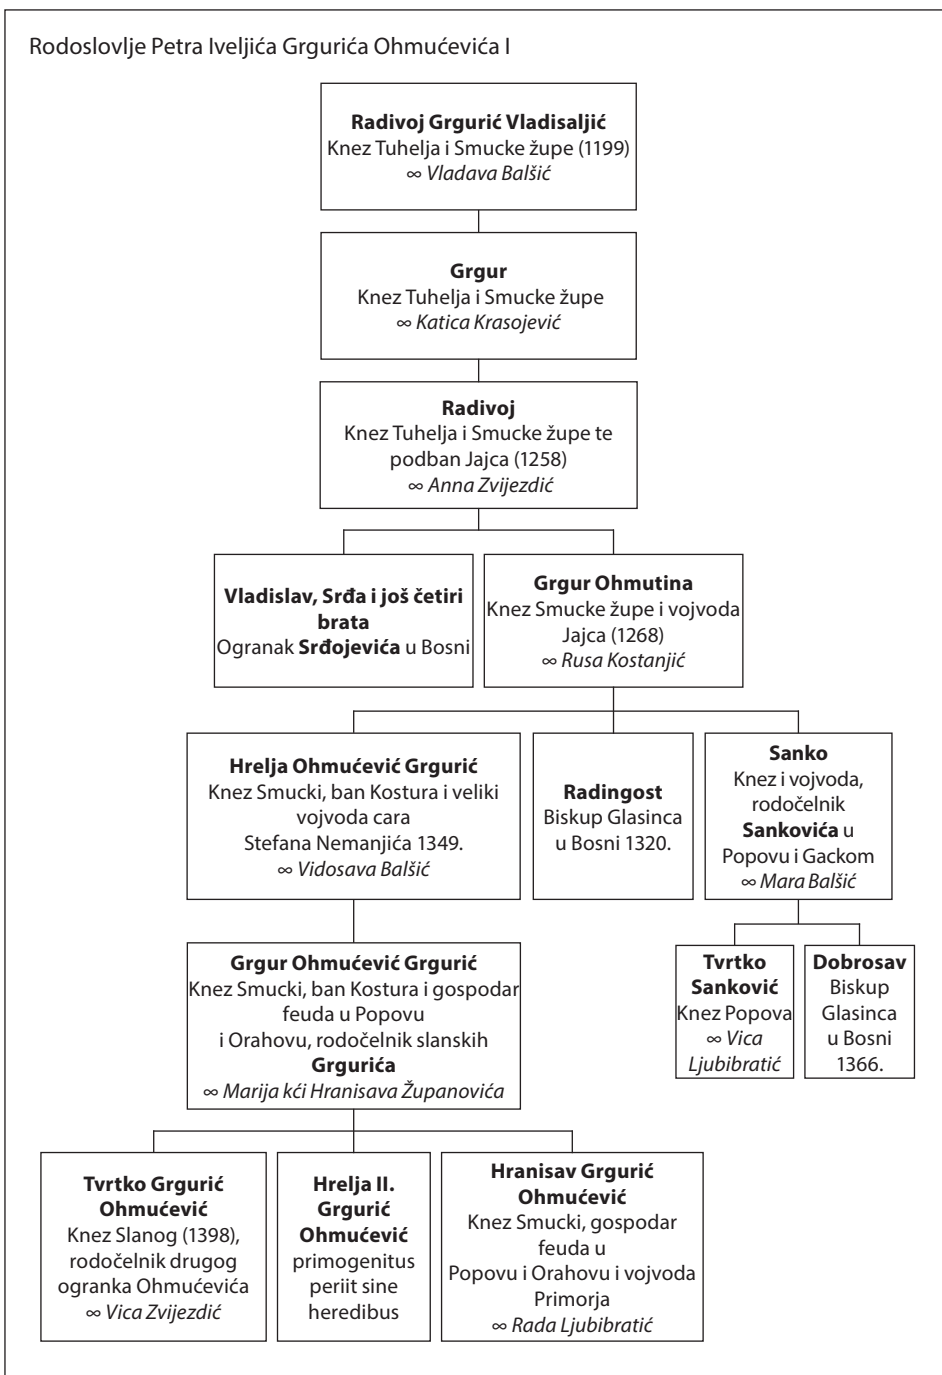 Rodoslovlje Petra Iveljića Grgurića Ohmućevića I
Radivoj Grgurić Vladisaljić
Knez Tuhelja i Smucke župe (1199)
∞ Vladava Balšić
Grgur
Knez Tuhelja i Smucke župe
∞ Katica Krasojević
Radivoj
Knez Tuhelja i Smucke župe te
podban Jajca (1258)
∞ Anna Zvijezdić
Vladislav, Srđa i još četiri
brata
Ogranak Srđojevića u Bosni
Grgur Ohmutina
Knez Smucke župe i vojvoda
Jajca (1268)
∞ Rusa Kostanjić
Hrelja Ohmućević Grgurić
Knez Smucki, ban Kostura i veliki
vojvoda cara
Stefana Nemanjića 1349.
∞ Vidosava Balšić
Radingost
Biskup Glasinca
u Bosni 1320.
Sanko
Knez i vojvoda,
rodočelnik
Sankovića u
Popovu i Gackom
∞ Mara Balšić
Grgur Ohmućević Grgurić
Knez Smucki, ban Kostura i gospodar
feuda u Popovu
i Orahovu, rodočelnik slanskih
Grgurića
∞ Marija kći Hranisava Županovića
Tvrtko
Sanković
Knez Popova
∞ Vica
Ljubibratić
Dobrosav
Biskup
Glasinca
u Bosni
1366.
Tvrtko Grgurić
Ohmućević
Knez Slanog (1398),
rodočelnik drugog
ogranka Ohmućevića
∞ Vica Zvijezdić
Hrelja II.
Grgurić
Ohmućević
primogenitus
periit sine
heredibus
Hranisav Grgurić
Ohmućević
Knez Smucki, gospodar
feuda u
Popovu i Orahovu i vojvoda
Primorja
∞ Rada Ljubibratić